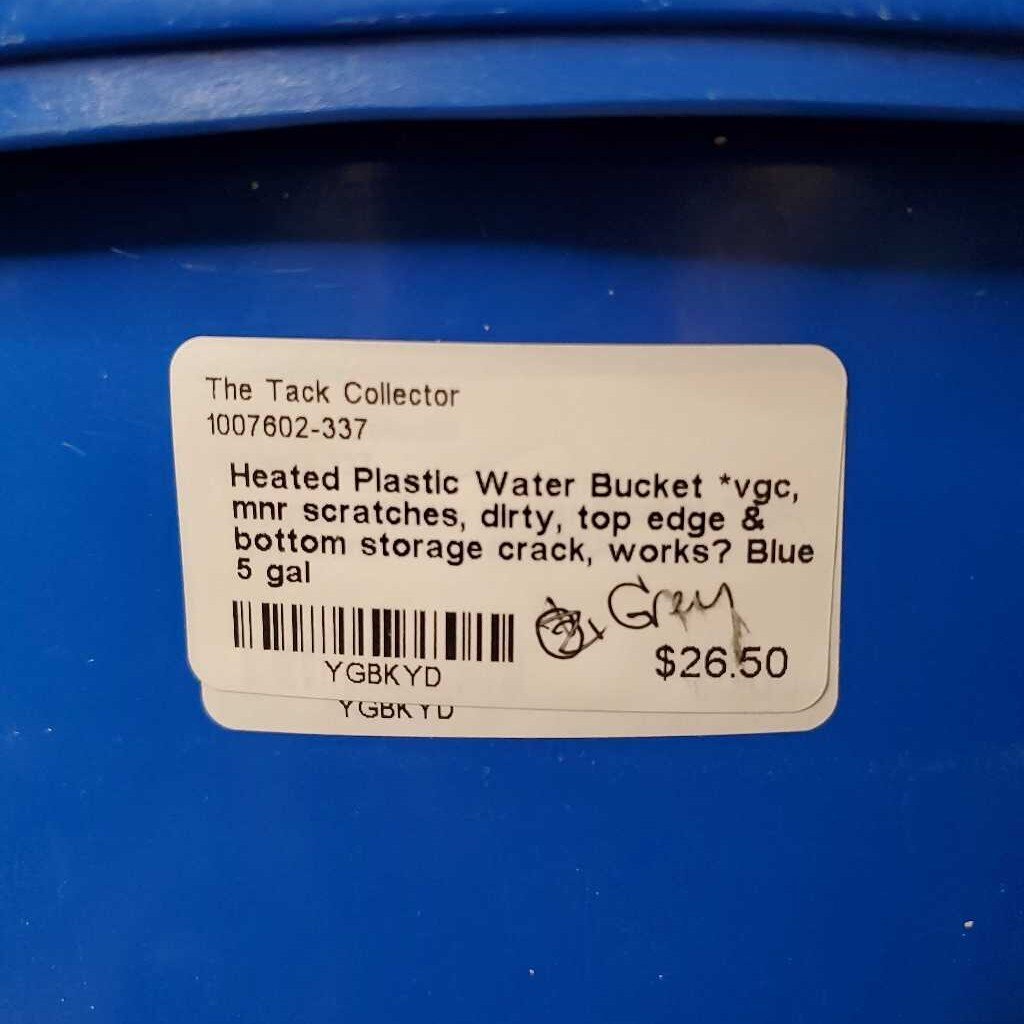 The Tack Collector
1007602-337
Heated Plastic Water Bucket *vgc,
mnr scratches, dirty, top edge &
bottom storage crack, works? Blue
5 gal
Grey
$26.50
YGBKYD
YGBKYD